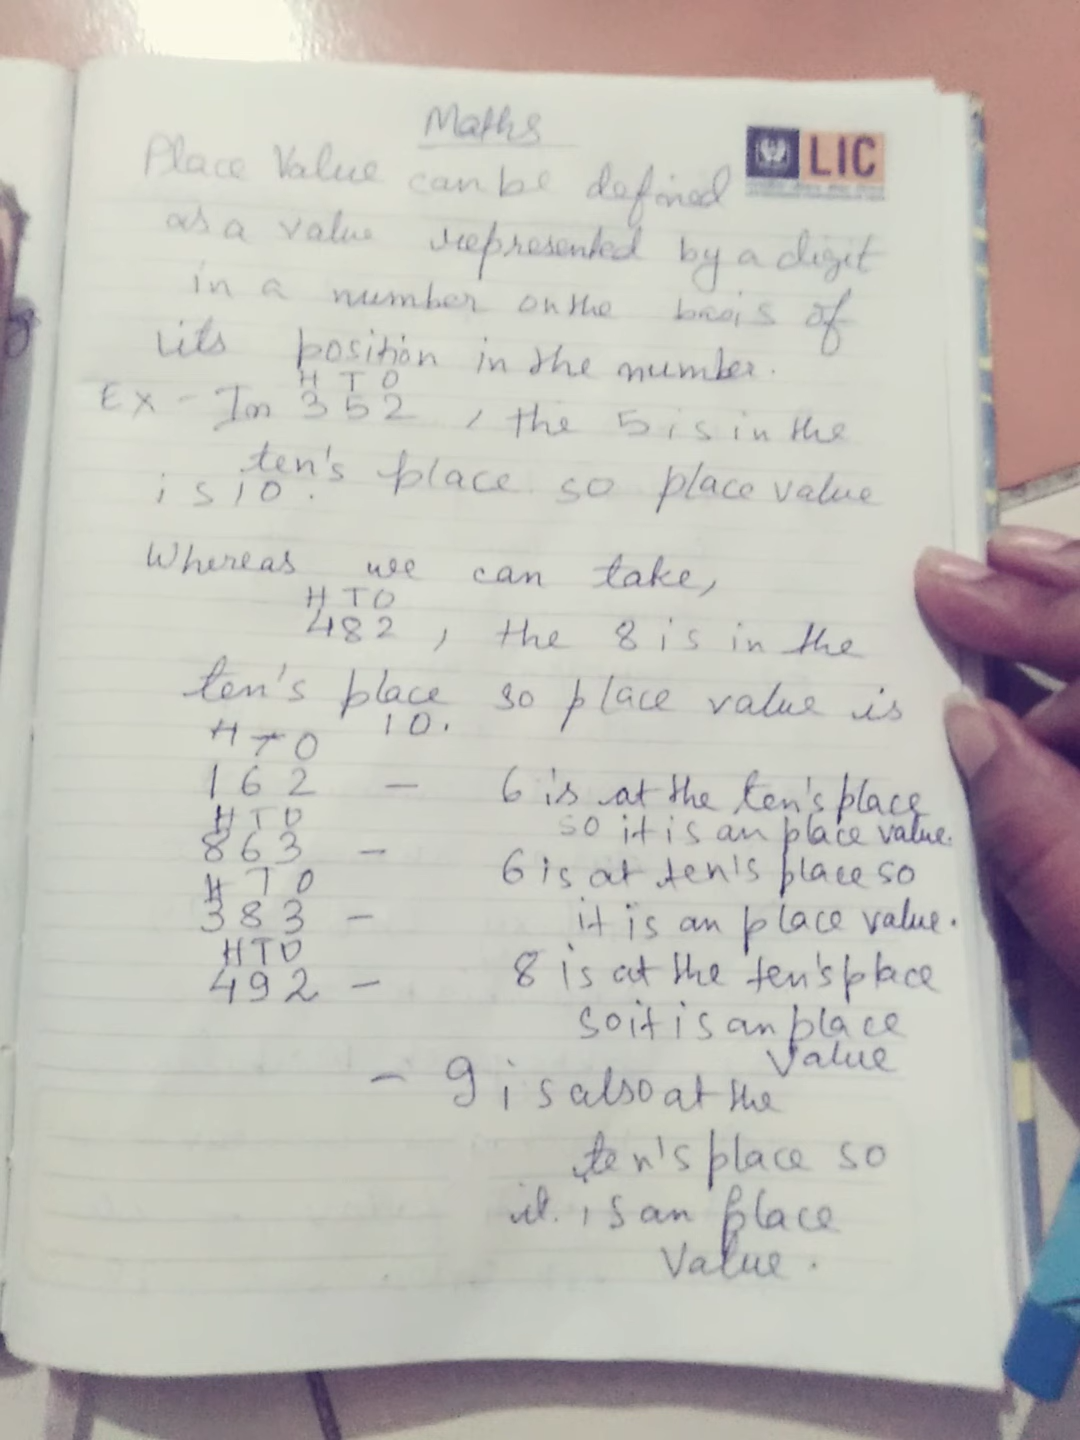 Maths
LIC
Place Value can be defined
as a value represented by a digit
in a number on the basis of
its position in the number.
H T O
Ex - In 352, the 5 is in the
ten's place so place value
is 10.
Whereas we can take,
H T O
482, the 8 is in the
ten's place so place value is
10.
H T O
162 - 6 is at the ten's place
so it is an place value.
H T O
863 - 6 is at ten's place so
H T O
383 - it is an place value.
H T O
492 - 8 is at the ten's place
so it is an place
value
- 9 is also at the
ten's place so
it. is an place
value.